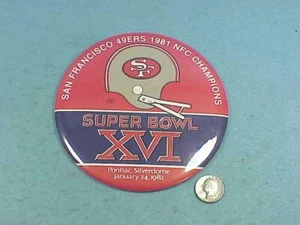 SAN FRANCISCO 49ERS 1981 NFC CHAMPIONS
SF
SUPER BOWL
XVI
Pontiac Silverdome
January 24, 1982